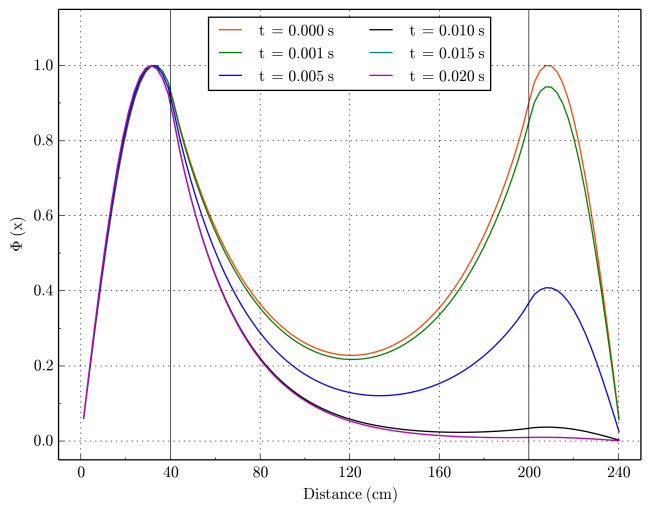 t = 0.000 s
t = 0.001 s
t = 0.005 s
t = 0.010 s
t = 0.015 s
t = 0.020 s
1.0
0.8
0.6
0.4
0.2
0.0
Φ (x)
0 40 80 120 160 200 240
Distance (cm)